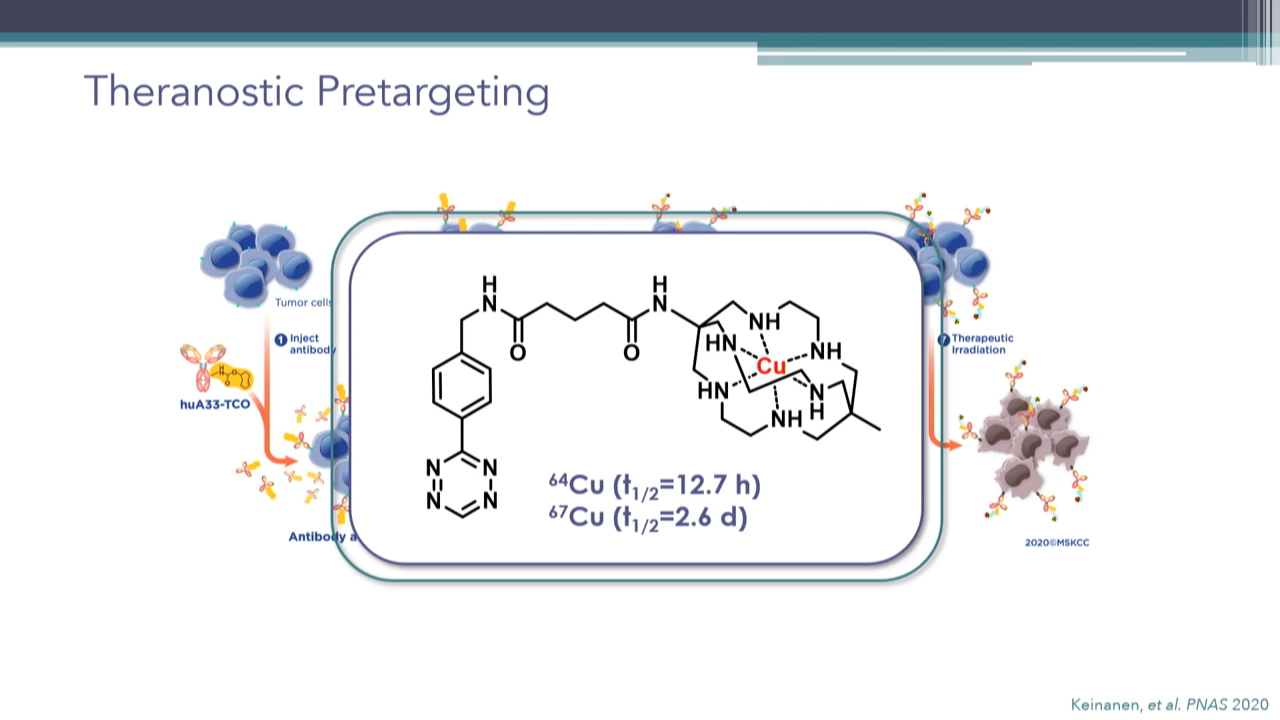 Theranostic Pretargeting
Tumor cells
1 Inject
antibody
huA33-TCO
Antibody a
H
N
O
H
N
O
NH
HN
NH
Cu
HN
N
H
NH
N
N
N
N
⁶⁴Cu (t₁/₂=12.7 h)
⁶⁷Cu (t₁/₂=2.6 d)
7 Therapeutic
Irradiation
2020©MSKCC
Keinanen, et al. PNAS 2020